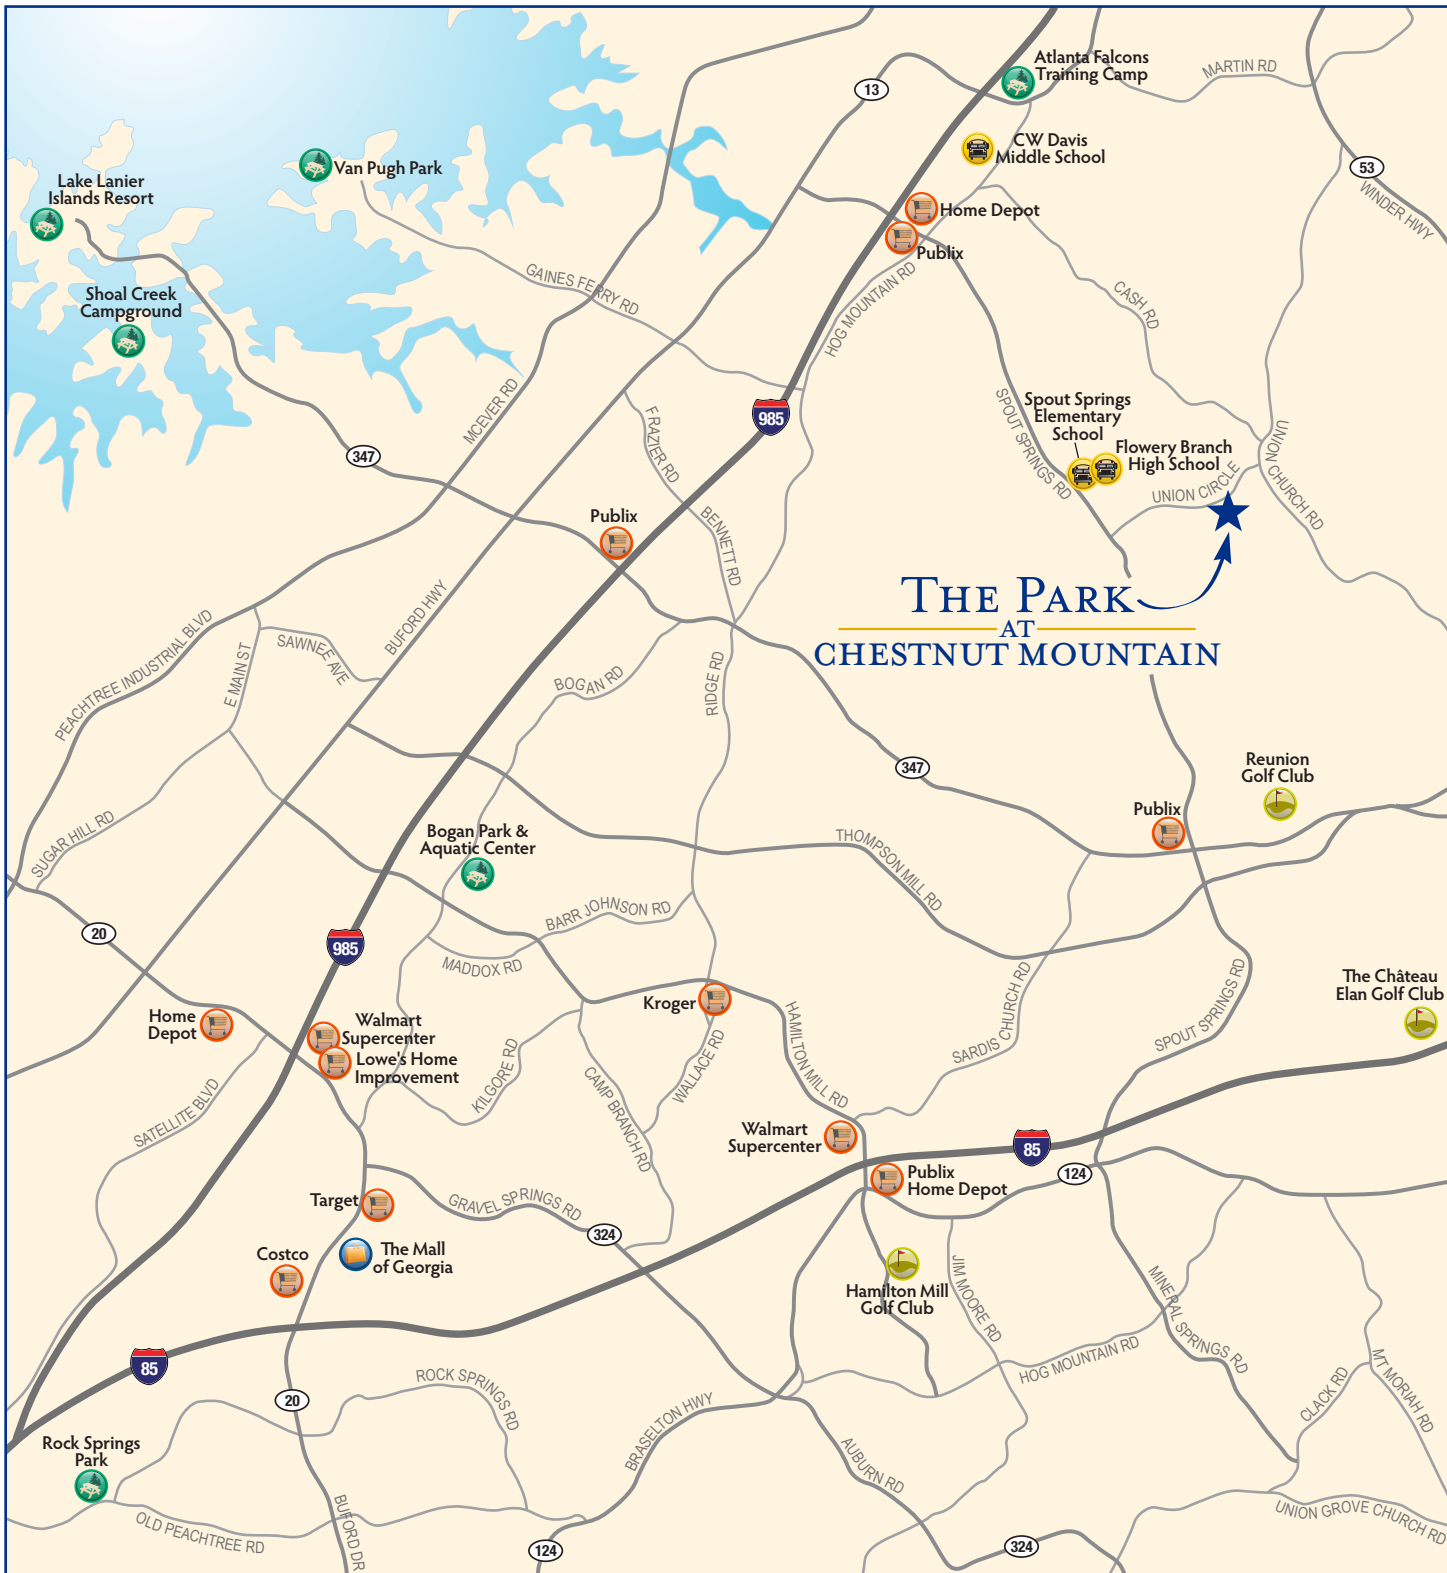 Atlanta Falcons
Training Camp
MARTIN RD
13
CW Davis
Middle School
53
WINDER HWY
Van Pugh Park
Lake Lanier
Islands Resort
Home Depot
Publix
GAINES FERRY RD
HOG MOUNTAIN RD
CASH RD
Shoal Creek
Campground
MCEVER RD
985
FRAZIER RD
SPOUT SPRINGS RD
Spout Springs
Elementary
School
Flowery Branch
High School
UNION CHURCH RD
UNION CIRCLE
347
Publix
BENNETT RD
THE PARK
AT
CHESTNUT MOUNTAIN
BUFORD HWY
PEACHTREE INDUSTRIAL BLVD
E MAIN ST
SAWNEE AVE
BOGAN RD
RIDGE RD
347
Reunion
Golf Club
Publix
SUGAR HILL RD
Bogan Park &
Aquatic Center
THOMPSON MILL RD
BARR JOHNSON RD
20
985
MADDOX RD
Kroger
HAMILTON MILL RD
SARDIS CHURCH RD
SPOUT SPRINGS RD
The Château
Elan Golf Club
Home
Depot
Walmart
Supercenter
Lowe's Home
Improvement
KILGORE RD
CAMP BRANCH RD
WALLACE RD
SATELLITE BLVD
Walmart
Supercenter
85
124
Publix
Home Depot
Target
GRAVEL SPRINGS RD
324
Costco
The Mall
of Georgia
Hamilton Mill
Golf Club
JIM MOORE RD
MINERAL SPRINGS RD
HOG MOUNTAIN RD
MT MORIAH RD
CLACK RD
85
20
ROCK SPRINGS RD
BRASELTON HWY
AUBURN RD
Rock Springs
Park
OLD PEACHTREE RD
BUFORD DR
124
324
UNION GROVE CHURCH RD